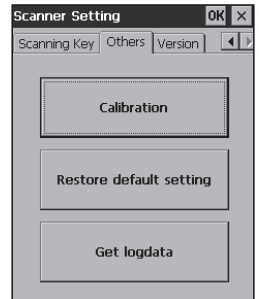 Scanner Setting OK ×
Scanning Key Others Version
Calibration
Restore default setting
Get logdata